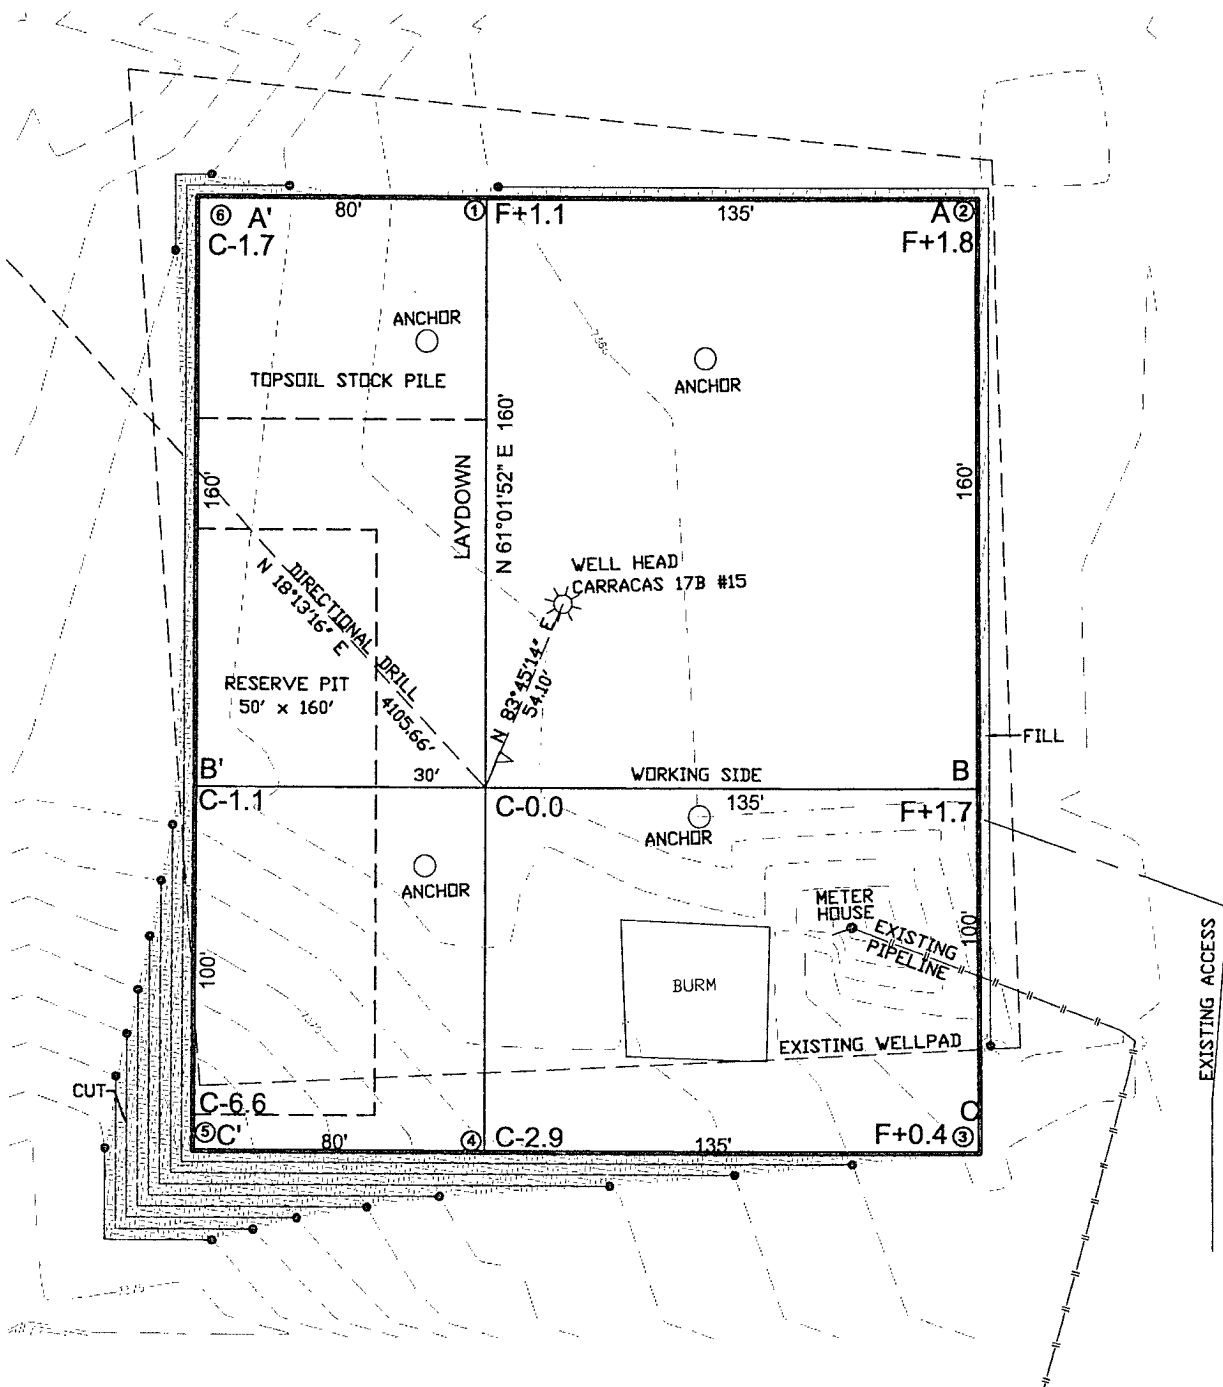 ⑥ A' 80' ① F+1.1 135' A ②
C-1.7 F+1.8
ANCHOR
ANCHOR
TOPSOIL STOCK PILE
LAYDOWN
N 61°01'52" E 160'
160'
160'
WELL HEAD
CARRACAS 17B #15
DIRECTIONAL DRILL
N 18°13'16" E
4105.66'
N 83°45'14" E
54.10'
RESERVE PIT
50' x 160'
FILL
B' 30' WORKING SIDE B
C-1.1 C-0.0 135' F+1.7
ANCHOR
ANCHOR
METER
HOUSE
EXISTING
PIPELINE
100'
100'
BURM
EXISTING WELLPAD
EXISTING ACCESS
CUT
C-6.6 C
⑤ C' 80' ④ C-2.9 135' F+0.4 ③